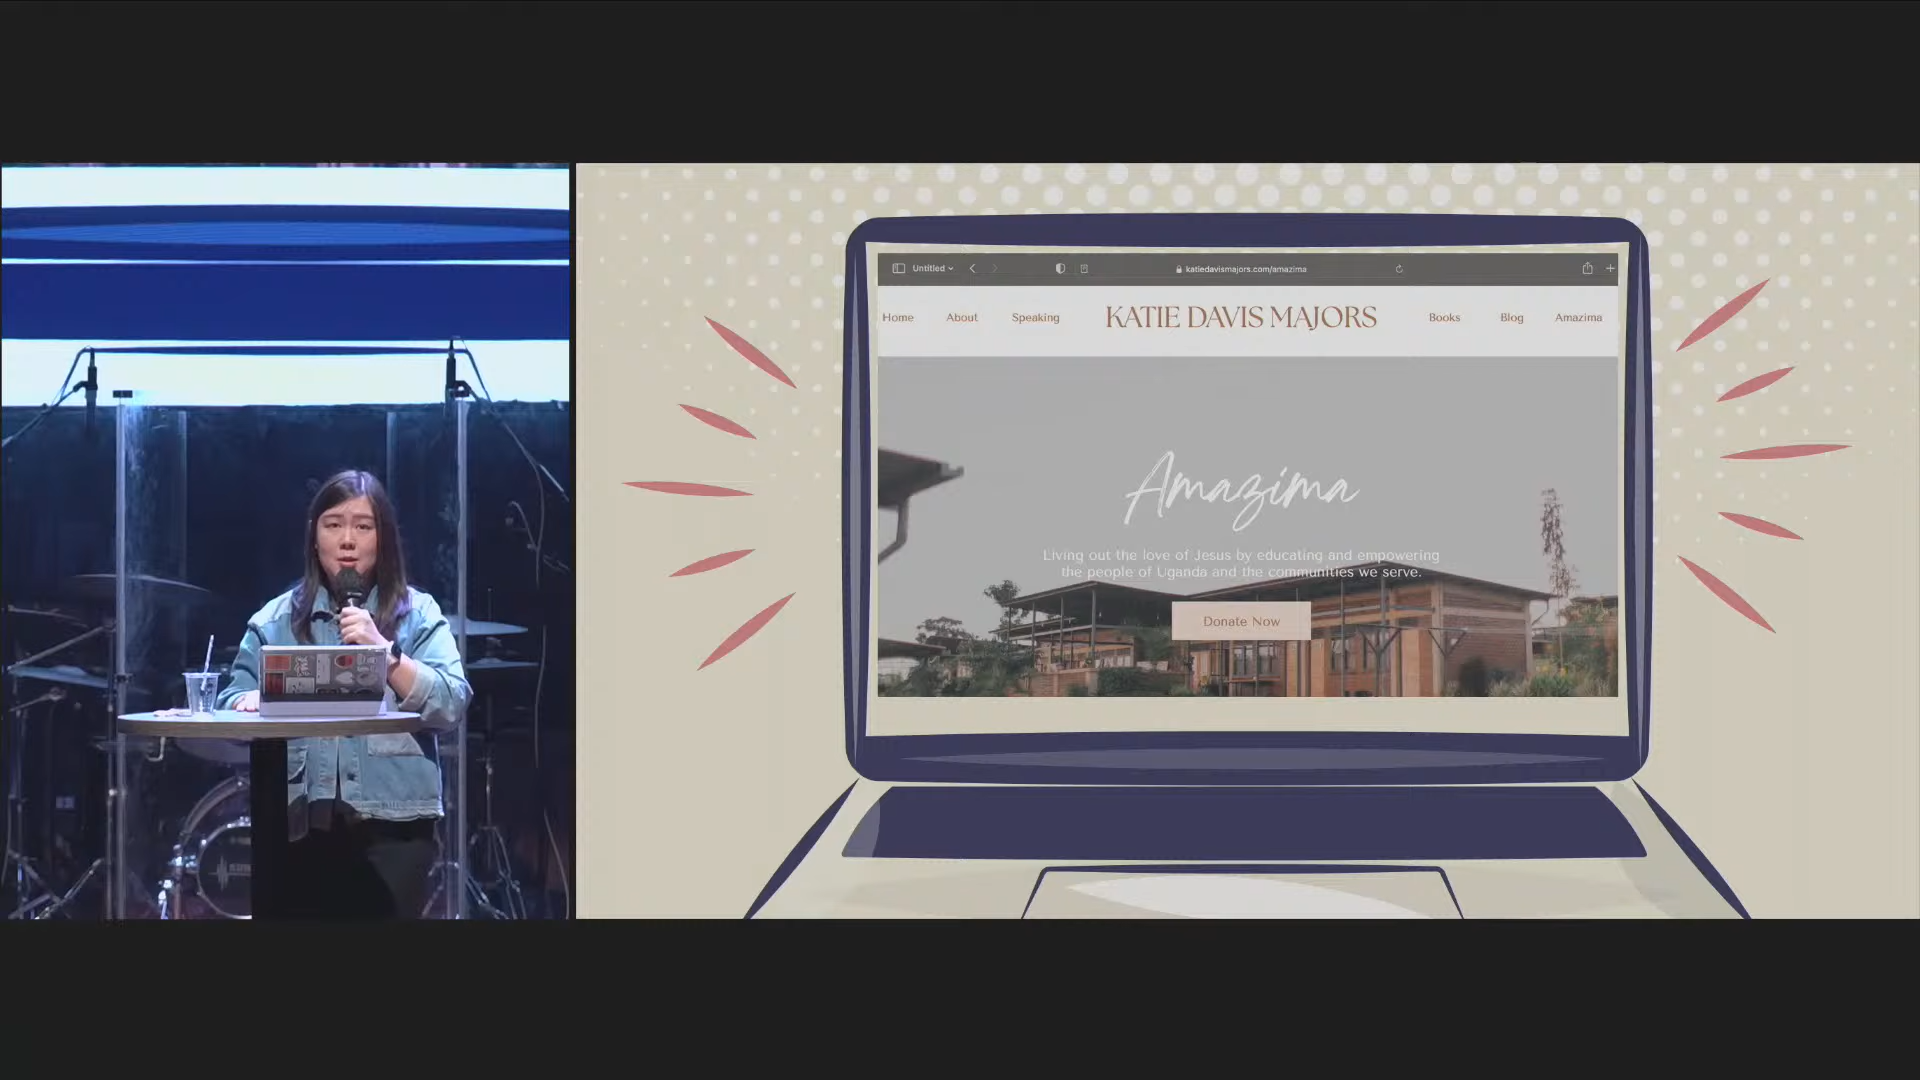 Untitled
katiedavismajors.com/amazima
Home About Speaking KATIE DAVIS MAJORS Books Blog Amazima
Amazima
Living out the love of Jesus by educating and empowering
the people of Uganda and the communities we serve.
Donate Now